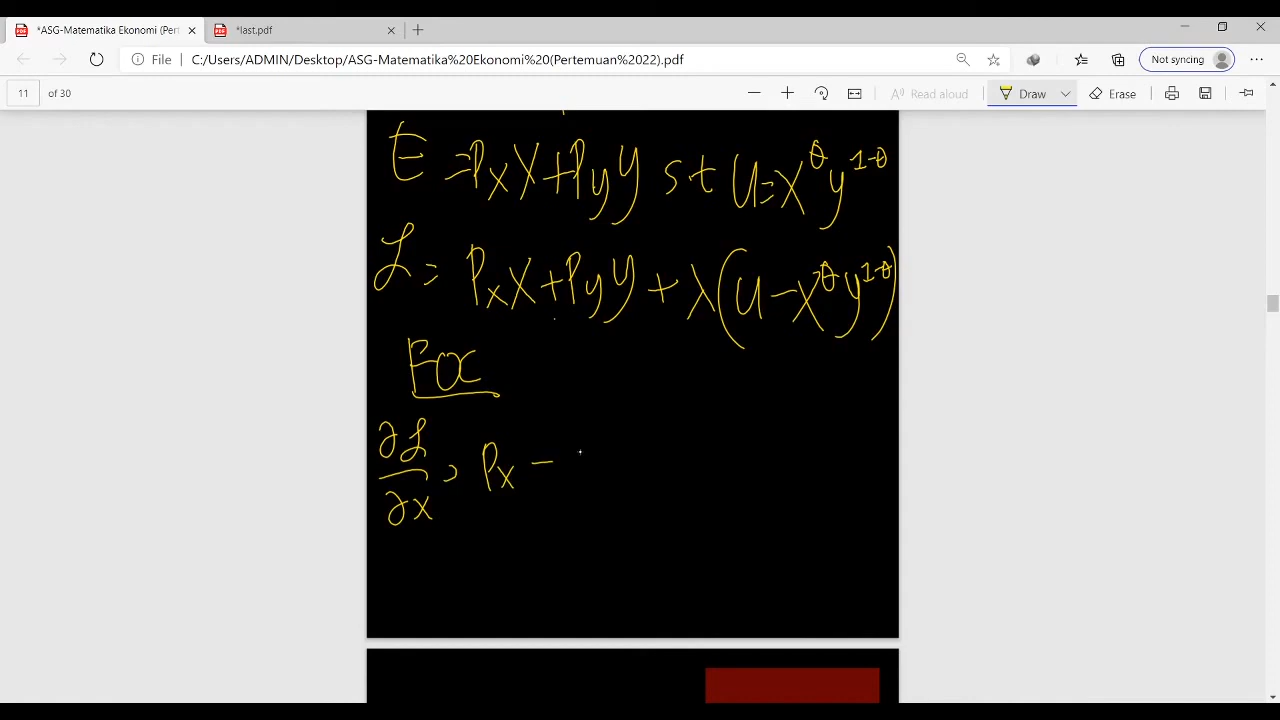 *ASG-Matematika Ekonomi (Pert
*last.pdf
File
C:/Users/ADMIN/Desktop/ASG-Matematika%20Ekonomi%20(Pertemuan%2022).pdf
Not syncing
11 of 30
Read aloud
Draw
Erase
E = PxX + PyY s.t U = X^θ y^1-θ
ℒ = PxX + PyY + λ(U - X^θ y^1-θ)
FOC
∂ℒ/∂X = Px -